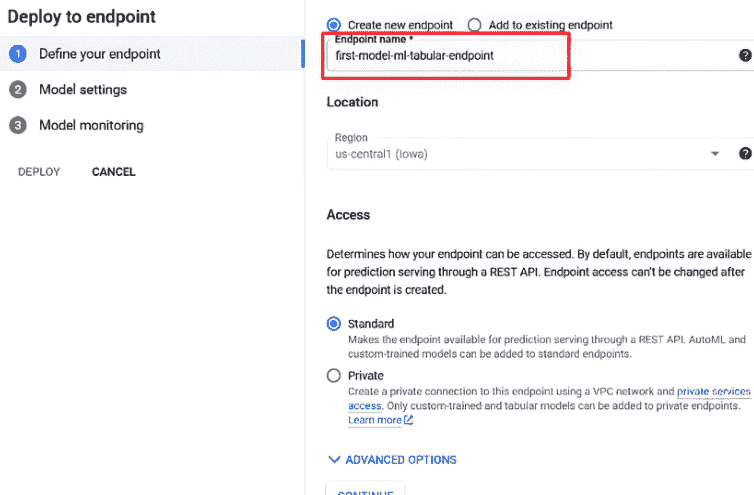 Deploy to endpoint
1 Define your endpoint
2 Model settings
3 Model monitoring
DEPLOY CANCEL
Create new endpoint Add to existing endpoint
Endpoint name *
first-model-ml-tabular-endpoint
?
Location
Region
us-central1 (Iowa)
?
Access
Determines how your endpoint can be accessed. By default, endpoints are available
for prediction serving through a REST API. Endpoint access can't be changed after
the endpoint is created.
Standard
Makes the endpoint available for prediction serving through a REST API. AutoML and
custom-trained models can be added to standard endpoints.
Private
Create a private connection to this endpoint using a VPC network and private services
access. Only custom-trained and tabular models can be added to private endpoints.
Learn more
ADVANCED OPTIONS
CONTINUE